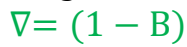 ∇= (1 − B)